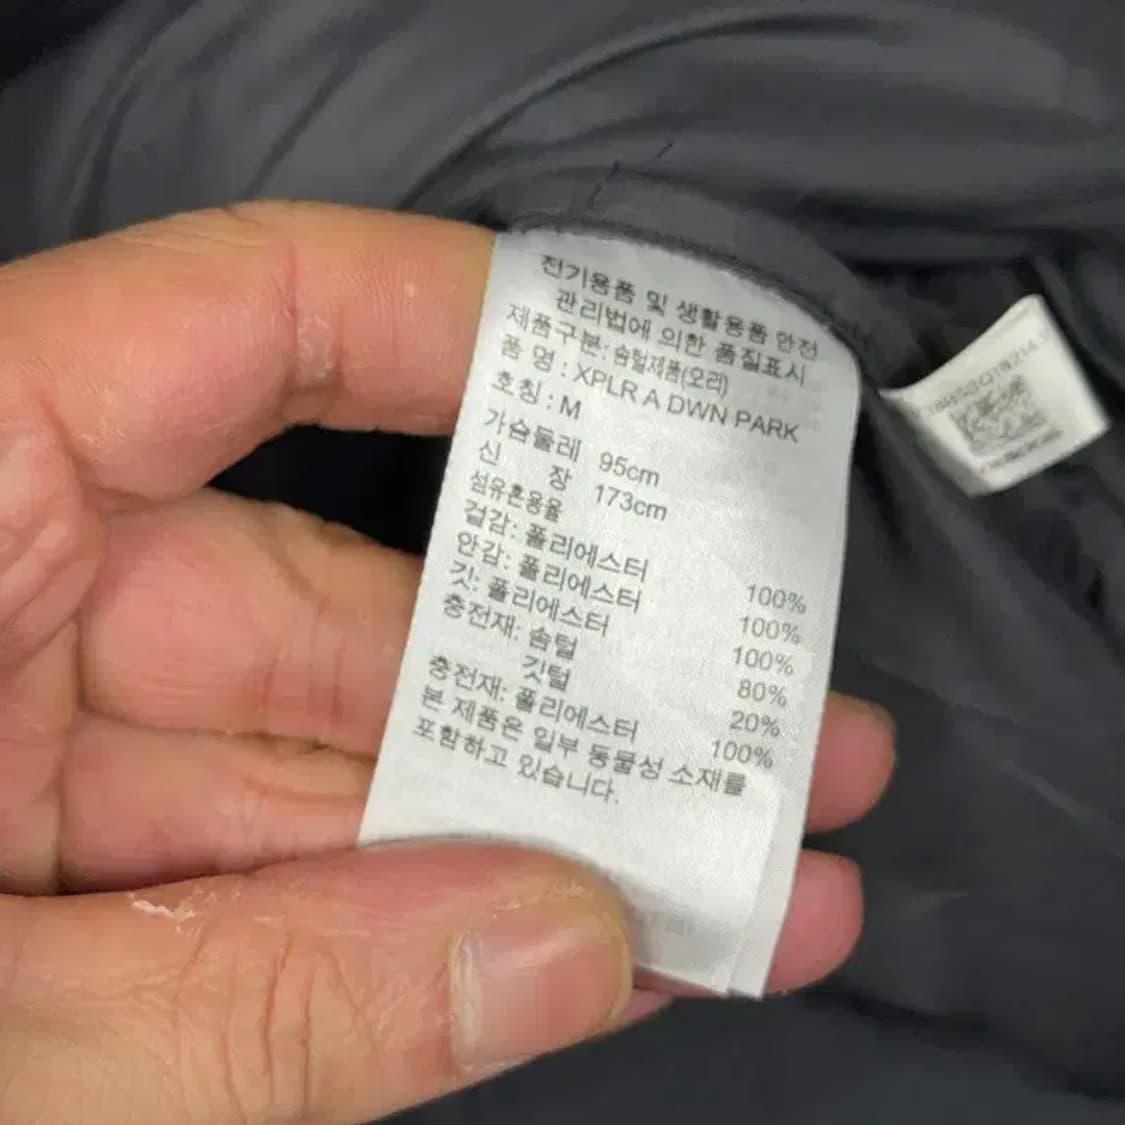 전기용품 및 생활용품 안전
관리법에 의한 품질표시
제품구분: 솜털제품(오리)
품 명 : XPLR A DWN PARK
호칭 : M
가슴둘레 95cm
신 장 173cm
섬유혼용율
겉감: 폴리에스터 100%
안감: 폴리에스터 100%
깃: 폴리에스터 100%
충전재: 솜털 80%
깃털 20%
충전재: 폴리에스터 100%
본 제품은 일부 동물성 소재를
포함하고 있습니다.